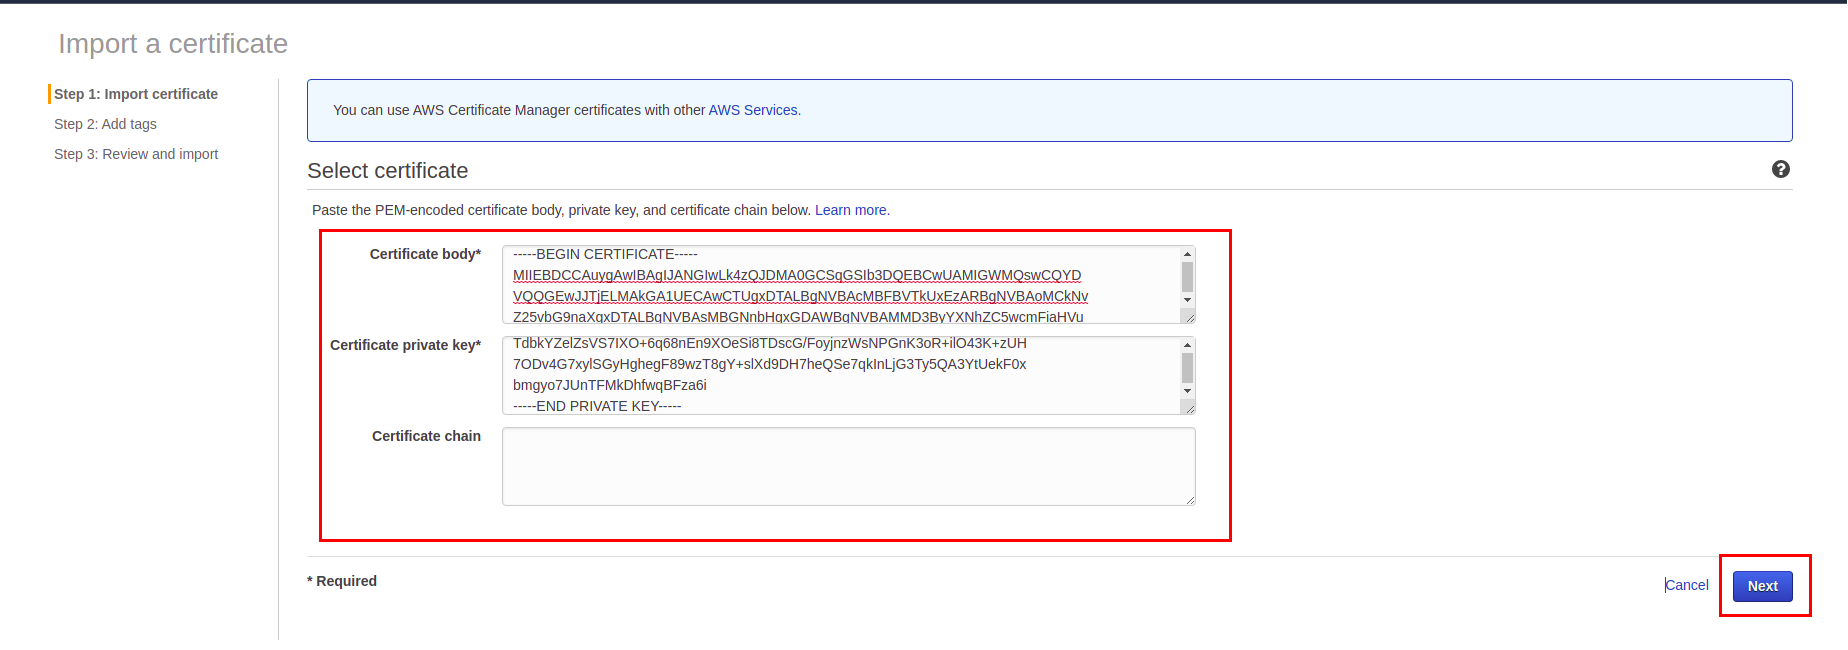 Import a certificate
Step 1: Import certificate
Step 2: Add tags
Step 3: Review and import
You can use AWS Certificate Manager certificates with other AWS Services.
Select certificate
Paste the PEM-encoded certificate body, private key, and certificate chain below. Learn more.
Certificate body*
-----BEGIN CERTIFICATE-----
MIIEBDCCAuygAwIBAgIJANGIwLk4zQJDMA0GCSqGSIb3DQEBCwUAMIGWMQswCQYD
VQQGEwJJTjELMAkGA1UECAwCTUgxDTALBgNVBAcMBFBVTkUxEzARBgNVBAoMCkNv
Z25vbG9naXgxDTALBgNVBAsMBGNnbHgxGDAWBgNVBAMMD3ByYXNhZC5wcmFjaHVu
Certificate private key*
TdbkYZelZsVS7IXO+6q68nEn9XOeSi8TDscG/FoyjnzWsNPGnK3oR+ilO43K+zUH
7ODv4G7xylSGyHghegF89wzT8gY+slXd9DH7heQSe7qkInLjG3Ty5QA3YtUekF0x
bmgyo7JUnTFMkDhfwqBFza6i
-----END PRIVATE KEY-----
Certificate chain
* Required
Cancel
Next